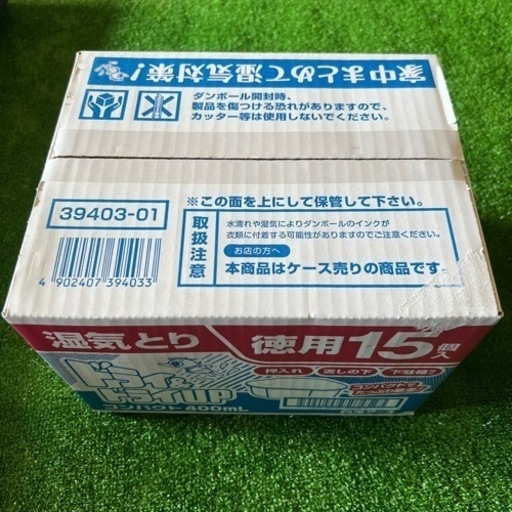 家中まとめて湿気対策!
ダンボール開封時、
製品を傷つける恐れがありますので、
カッター等は使用しないでください。
※この面を上にして保管して下さい。
39403-01
取扱注意
水濡れや湿気によりダンボールのインクが
衣類に付着する可能性がありますのでご注意ください。
お店の方へ
本商品はケース売りの商品です
4 902407 394033
湿気とり
徳用15個入
ドライ&
ドライUP
コンパクト400mL
押入れ
流しの下
下駄箱に